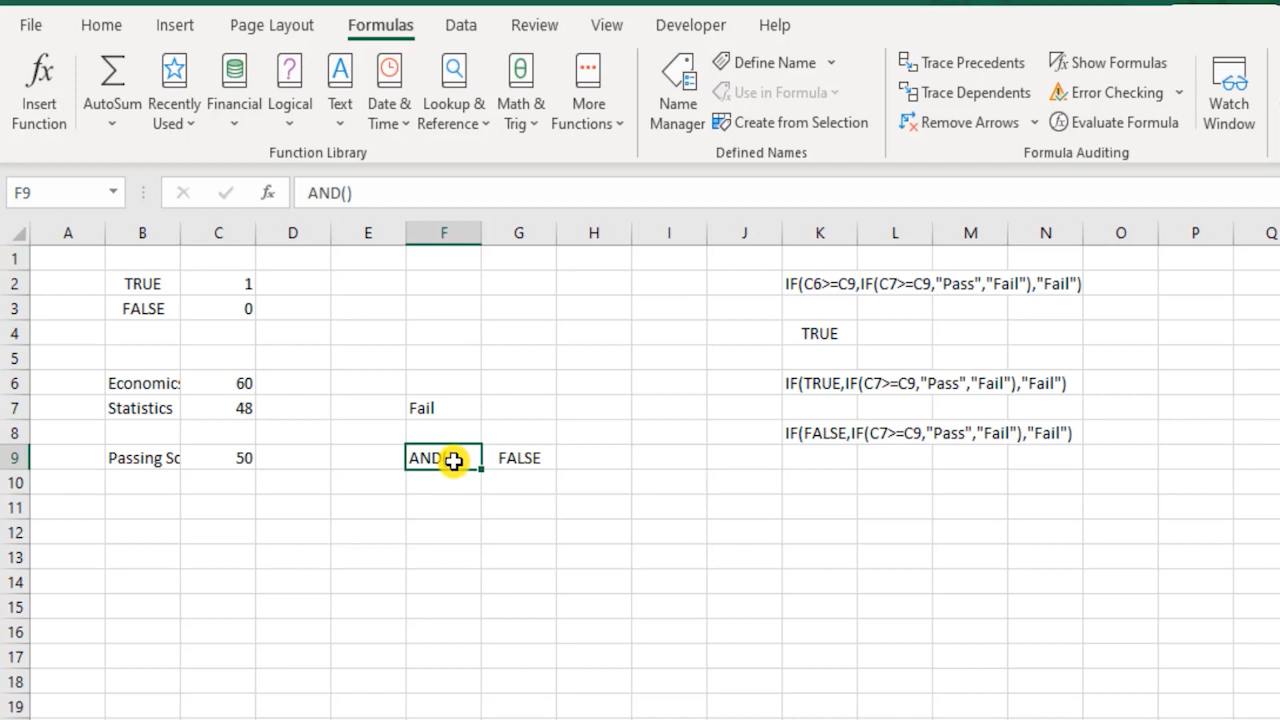 File Home Insert Page Layout Formulas Data Review View Developer Help
fx Σ A θ
Define Name Trace Precedents Show Formulas
Use in Formula Trace Dependents Error Checking
Insert Function AutoSum Recently Used Financial Logical Text Date & Time Lookup & Reference Math & Trig More Functions Name Manager Create from Selection Remove Arrows Evaluate Formula Watch Window
Function Library Defined Names Formula Auditing
F9 fx AND()
A B C D E F G H I J K L M N O P Q
1
2 TRUE 1 IF(C6>=C9,IF(C7>=C9,"Pass","Fail"),"Fail")
3 FALSE 0
4 TRUE
5
6 Economics 60 IF(TRUE,IF(C7>=C9,"Pass","Fail"),"Fail")
7 Statistics 48 Fail
8 IF(FALSE,IF(C7>=C9,"Pass","Fail"),"Fail")
9 Passing Sc 50 AND FALSE
10
11
12
13
14
15
16
17
18
19